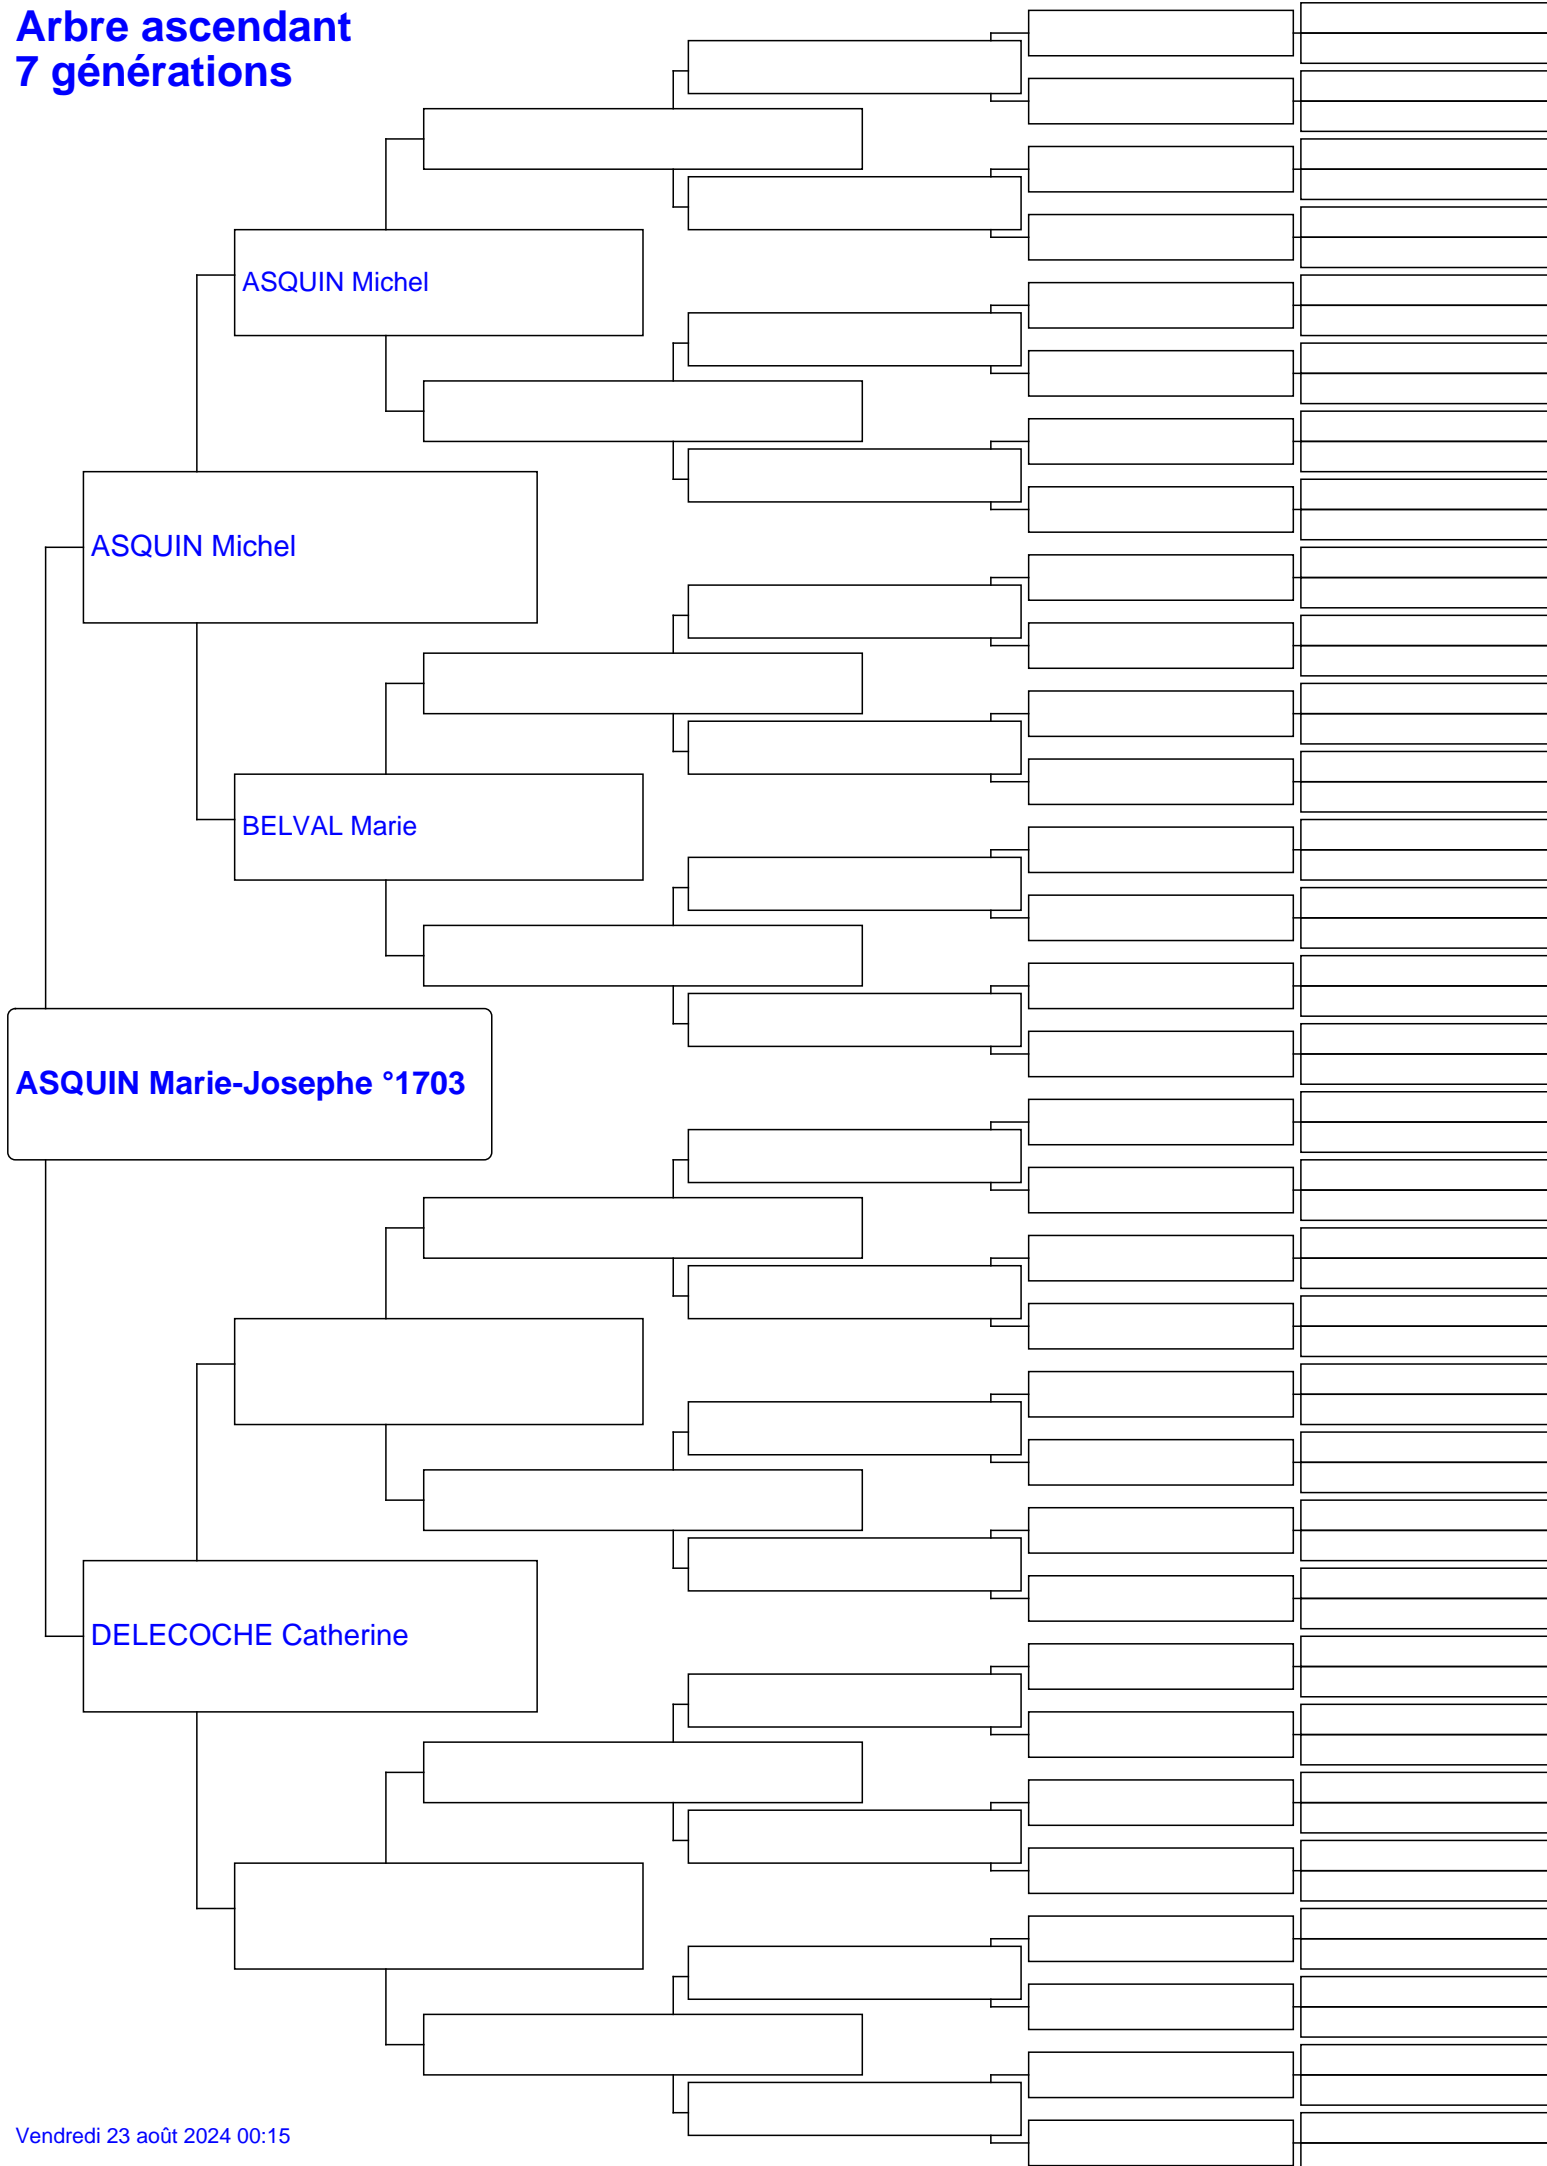 Arbre ascendant
7 générations
ASQUIN Michel
ASQUIN Michel
BELVAL Marie
ASQUIN Marie-Josephe °1703
DELECOCHE Catherine
Vendredi 23 août 2024 00:15